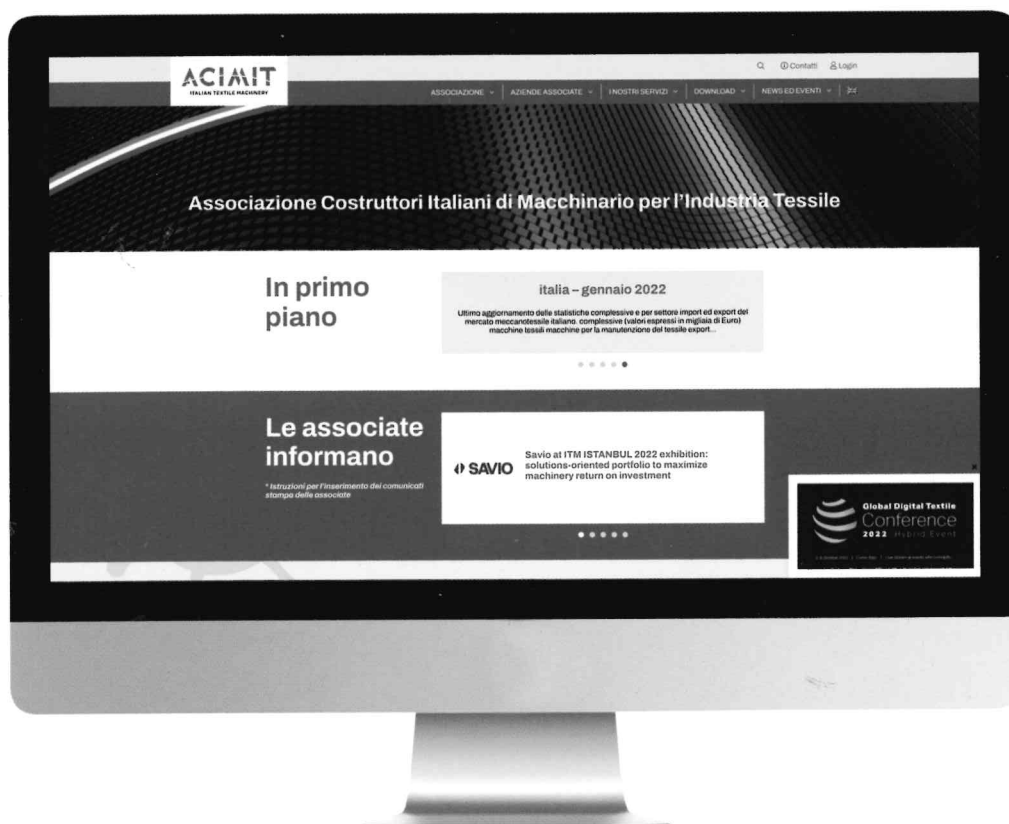 ACIMIT
ITALIAN TEXTILE MACHINERY
Contatti
Login
ASSOCIAZIONE
AZIENDE ASSOCIATE
I NOSTRI SERVIZI
DOWNLOAD
NEWS ED EVENTI
Associazione Costruttori Italiani di Macchinario per l'Industria Tessile
In primo
piano
italia – gennaio 2022
Ultimo aggiornamento delle statistiche complessive e per settore import ed export del
mercato meccanotessile italiano. complessive (valori espressi in migliaia di Euro)
macchine tessili macchine per la manutenzione del tessile export...
Le associate
informano
* Istruzioni per l'inserimento dei comunicati
stampa delle associate
SAVIO
Savio at ITM ISTANBUL 2022 exhibition:
solutions-oriented portfolio to maximize
machinery return on investment
Global Digital Textile
Conference
2022 Hybrid Event